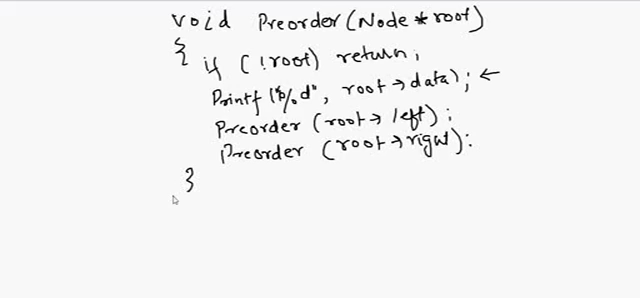 void Preorder(Node *root)
{ if (!root) return;
Printf("%d", root→data); ←
Preorder (root→left);
Preorder (root→right):
}